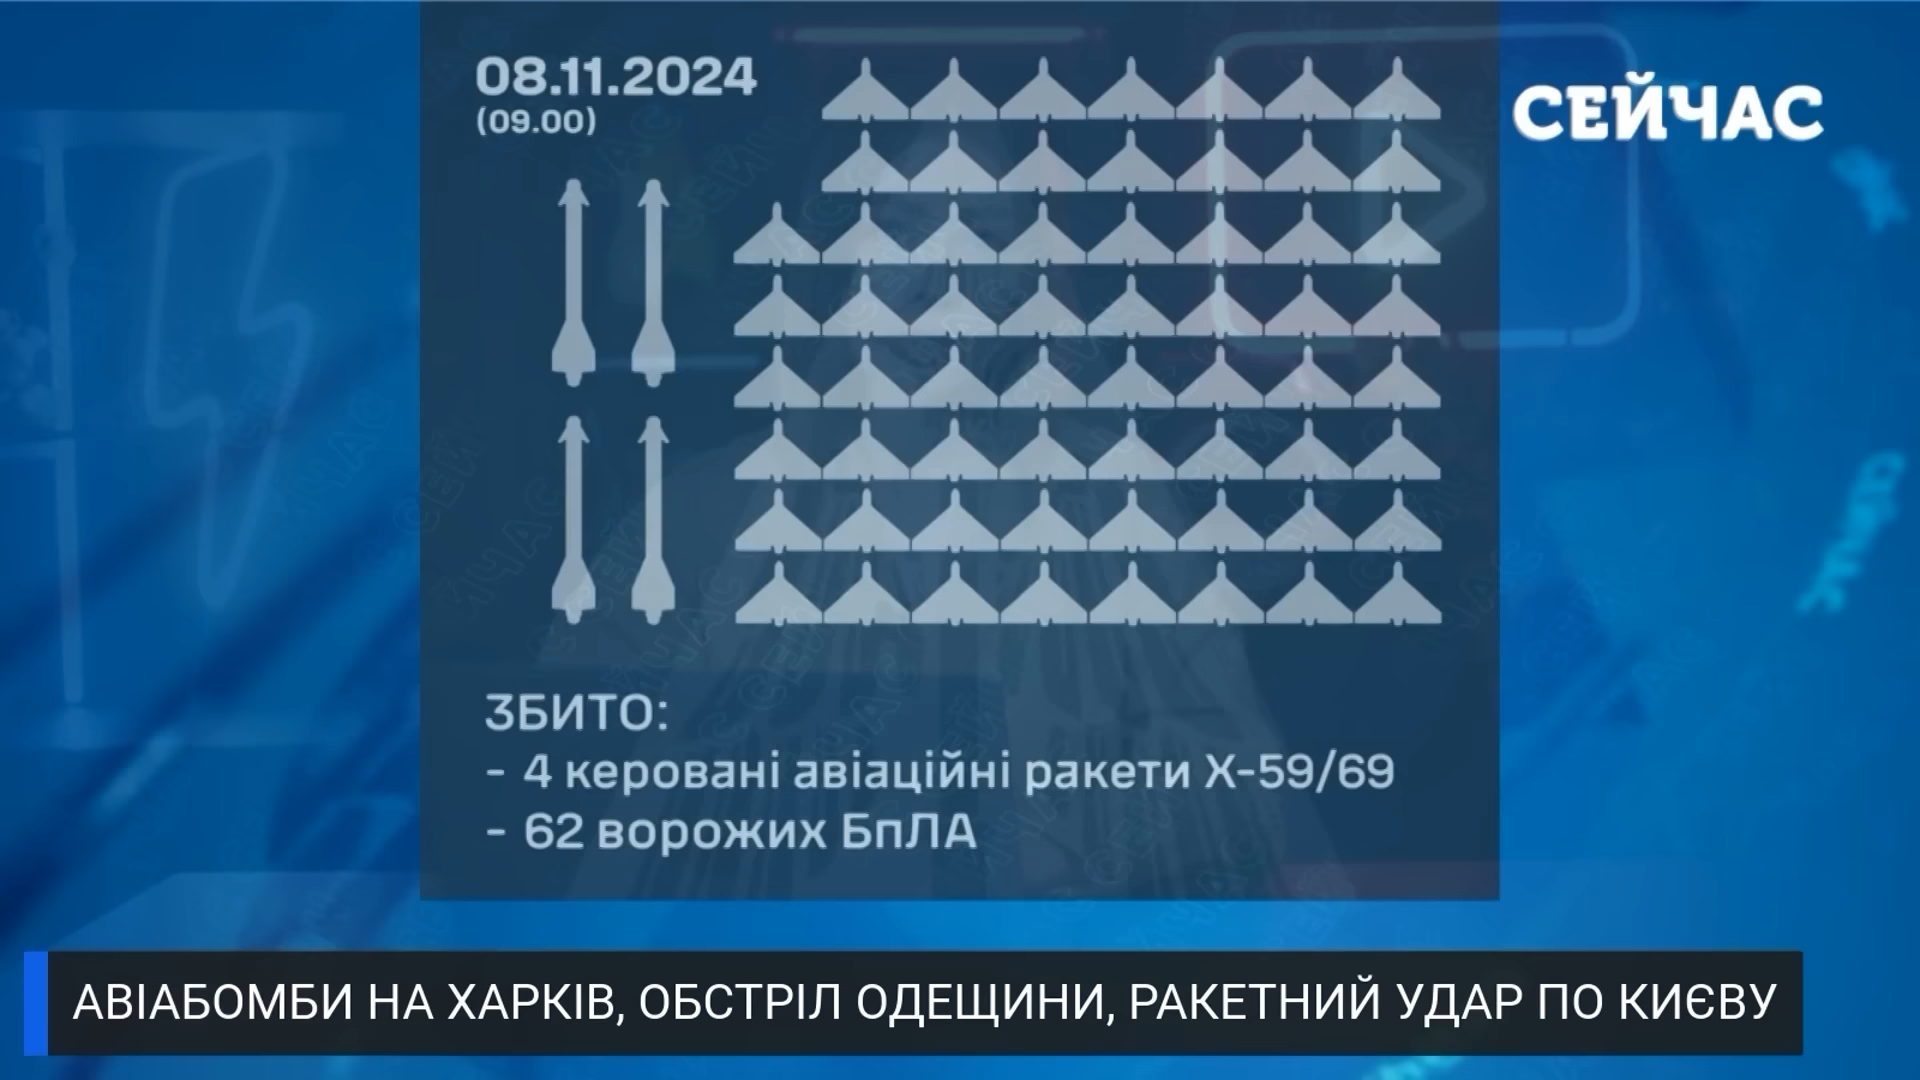 08.11.2024
(09.00)
СЕЙЧАС
ЗБИТО:
- 4 керовані авіаційні ракети Х-59/69
- 62 ворожих БпЛА
АВІАБОМБИ НА ХАРКІВ, ОБСТРІЛ ОДЕЩИНИ, РАКЕТНИЙ УДАР ПО КИЄВУ